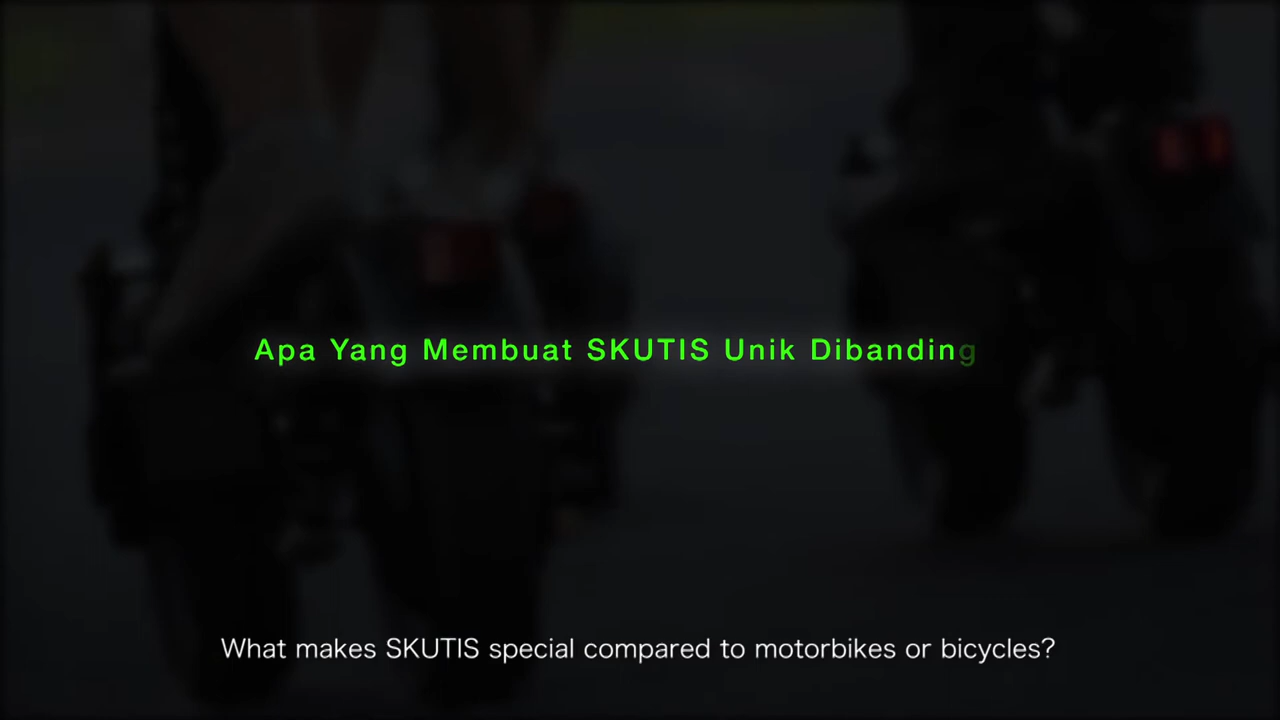 Apa Yang Membuat SKUTIS Unik Dibanding
What makes SKUTIS special compared to motorbikes or bicycles?